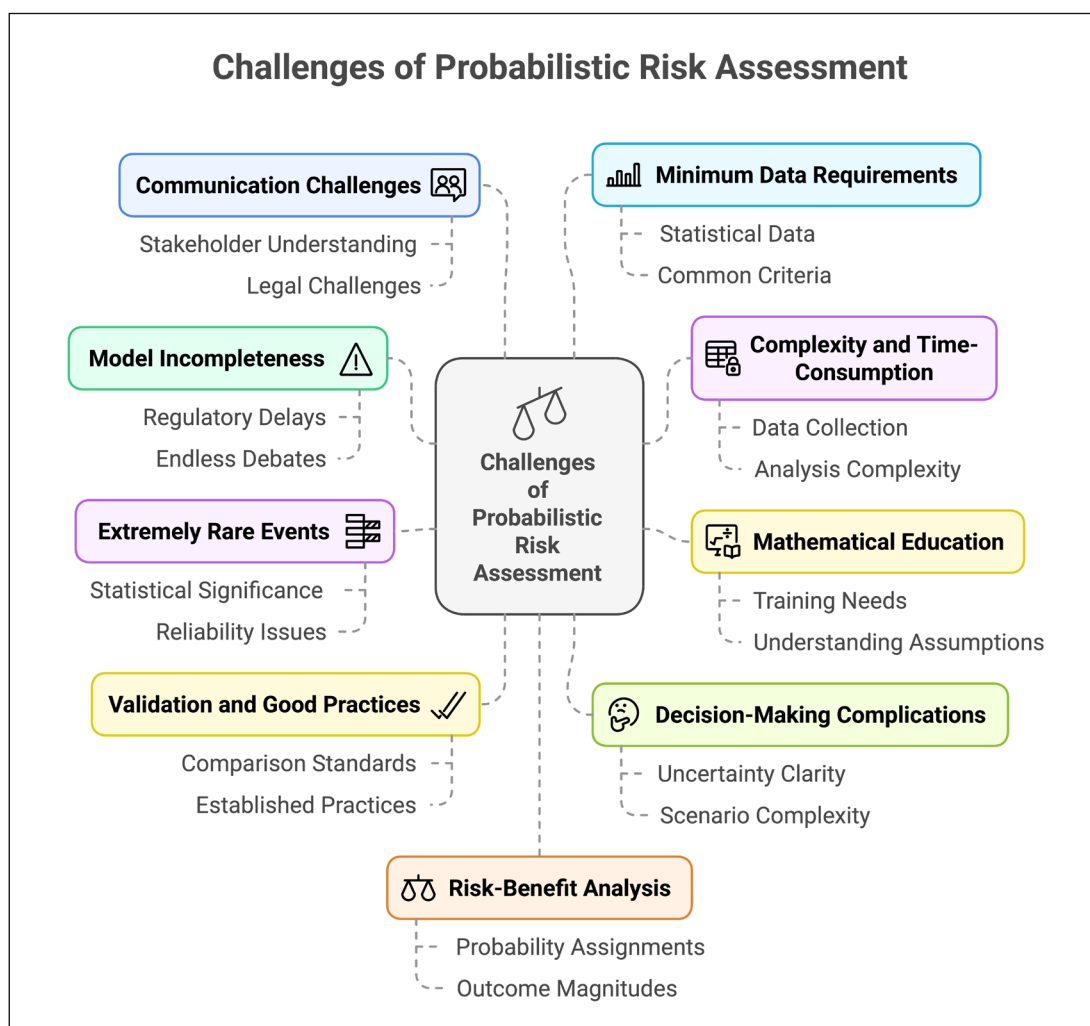 Challenges of Probabilistic Risk Assessment
Communication Challenges
Stakeholder Understanding
Legal Challenges
Minimum Data Requirements
Statistical Data
Common Criteria
Model Incompleteness
Regulatory Delays
Endless Debates
Complexity and Time-
Consumption
Data Collection
Analysis Complexity
Challenges
of
Probabilistic
Risk
Assessment
Extremely Rare Events
Statistical Significance
Reliability Issues
Mathematical Education
Training Needs
Understanding Assumptions
Validation and Good Practices
Comparison Standards
Established Practices
Decision-Making Complications
Uncertainty Clarity
Scenario Complexity
Risk-Benefit Analysis
Probability Assignments
Outcome Magnitudes